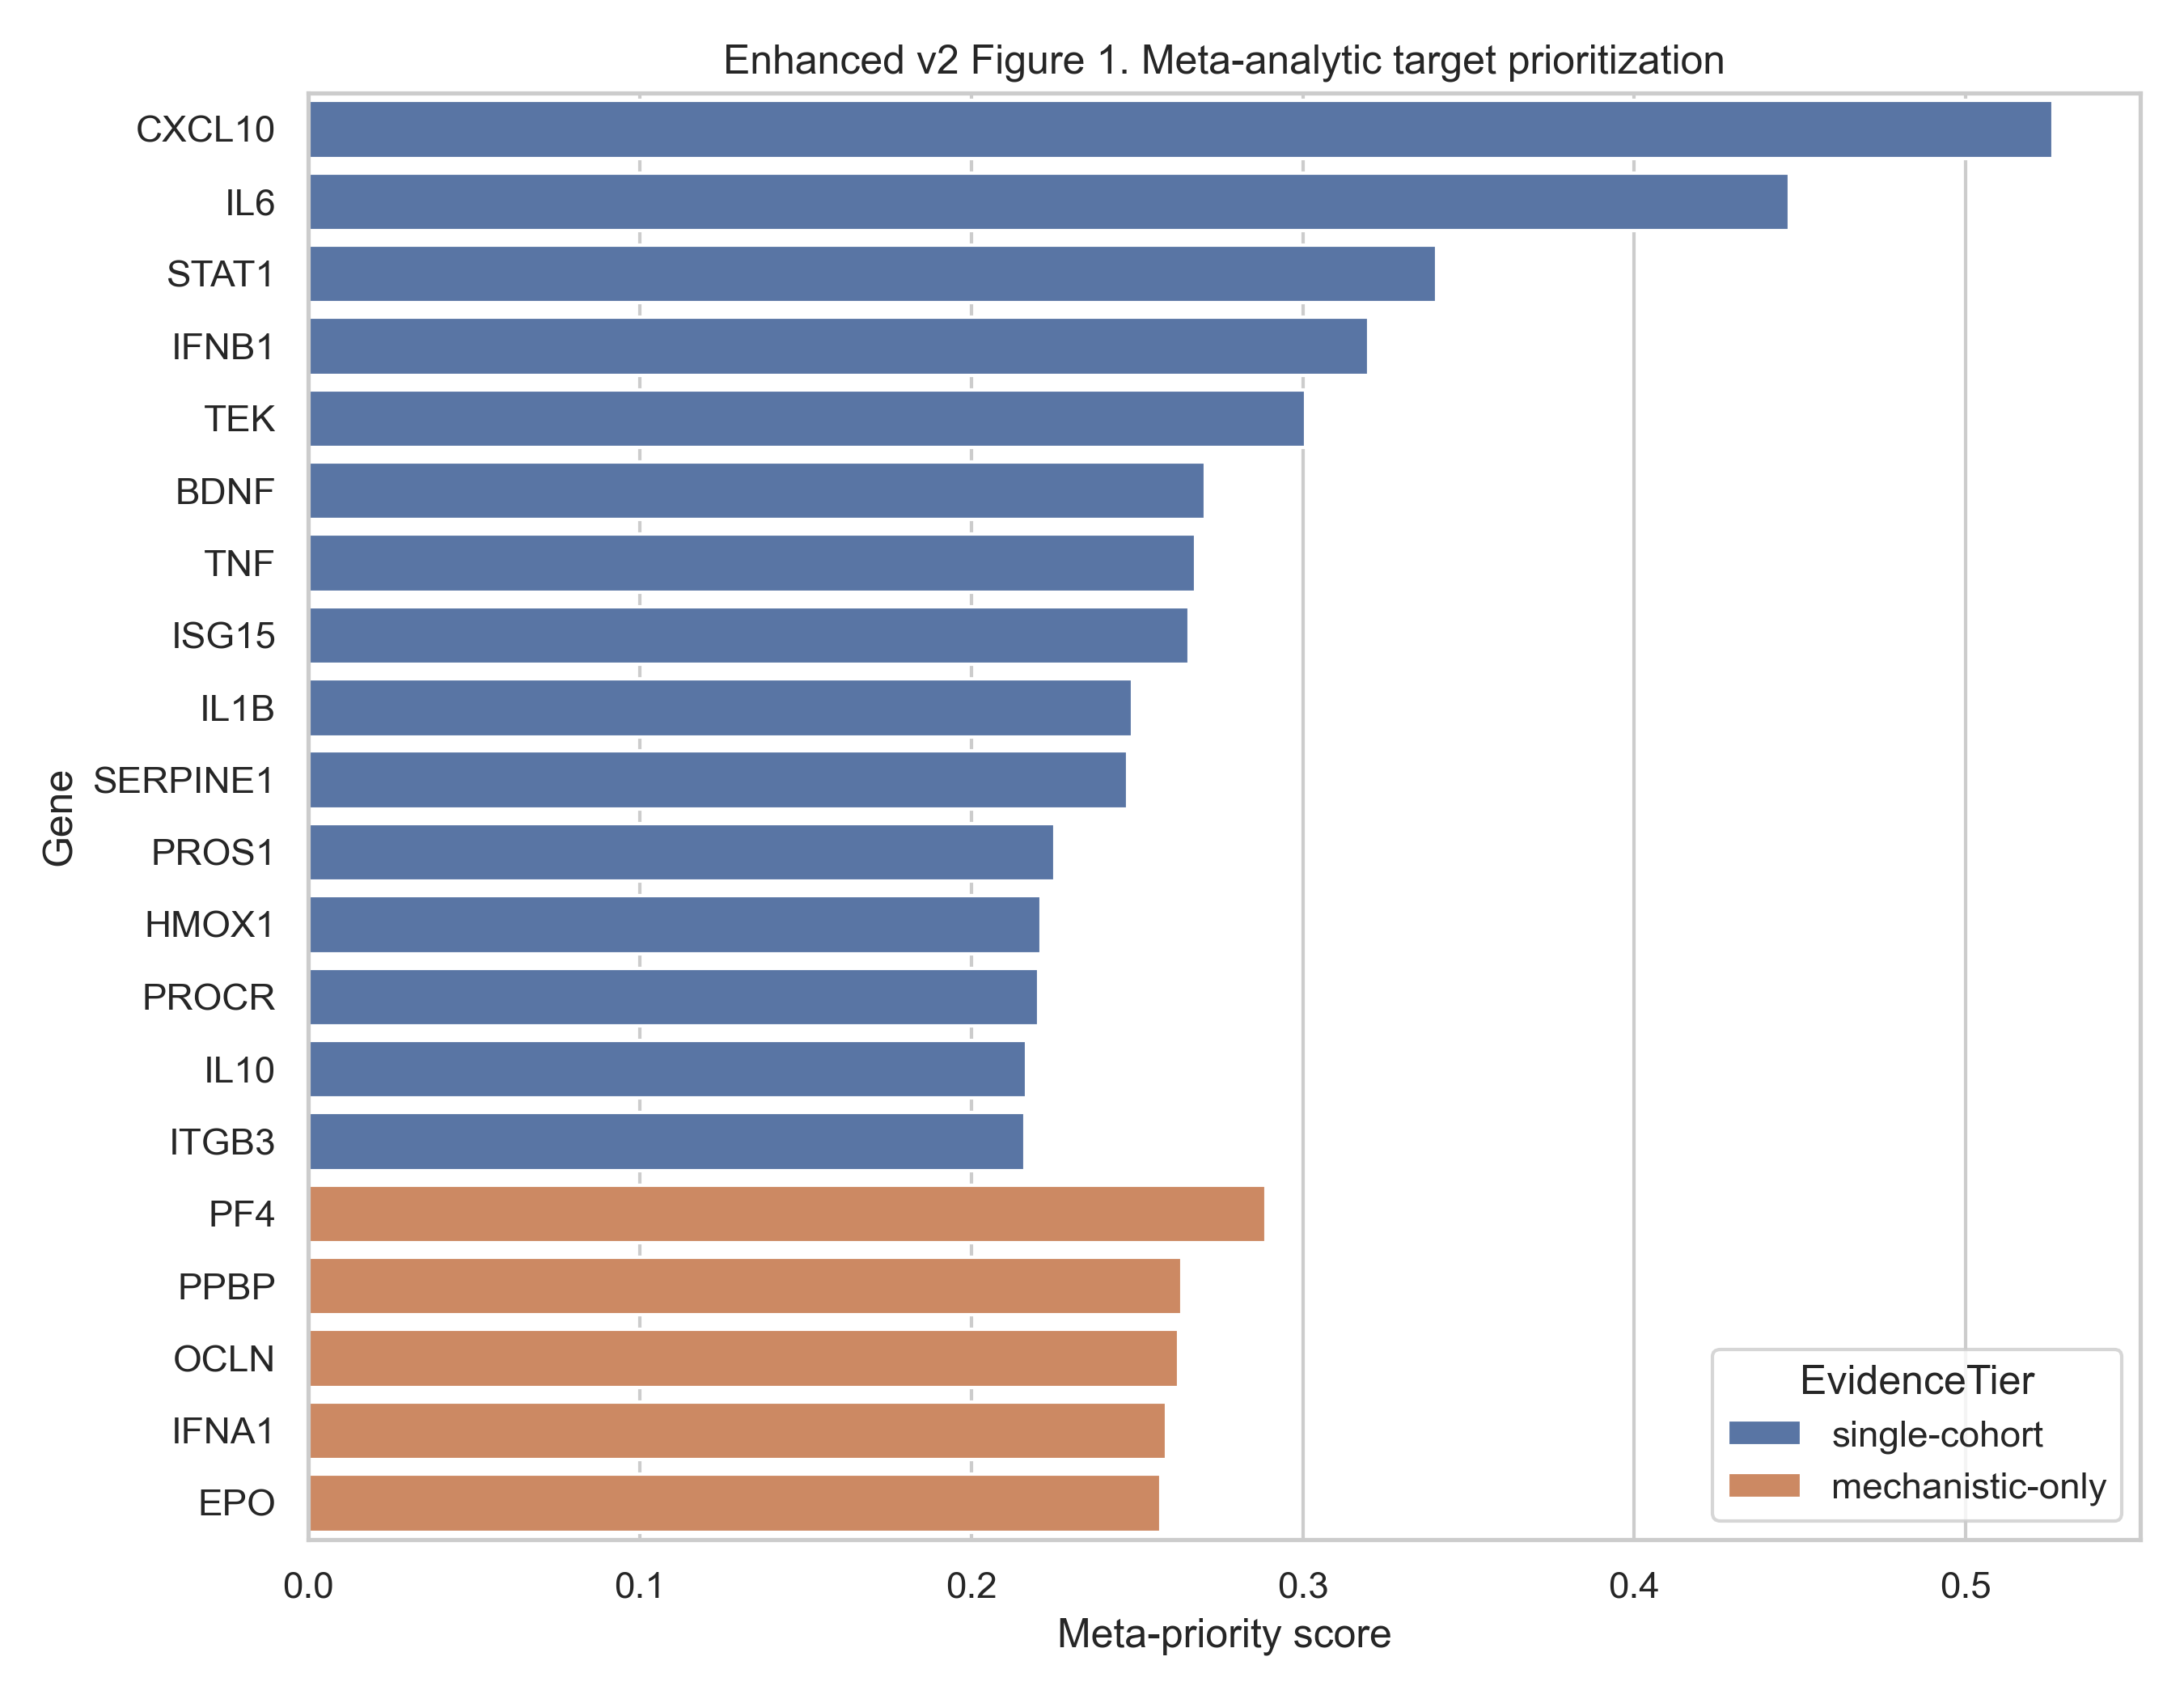 Enhanced v2 Figure 1. Meta-analytic target prioritization
Gene
CXCL10
IL6
STAT1
IFNB1
TEK
BDNF
TNF
ISG15
IL1B
SERPINE1
PROS1
HMOX1
PROCR
IL10
ITGB3
PF4
PPBP
OCLN
IFNA1
EPO
EvidenceTier
single-cohort
mechanistic-only
0.0 0.1 0.2 0.3 0.4 0.5
Meta-priority score